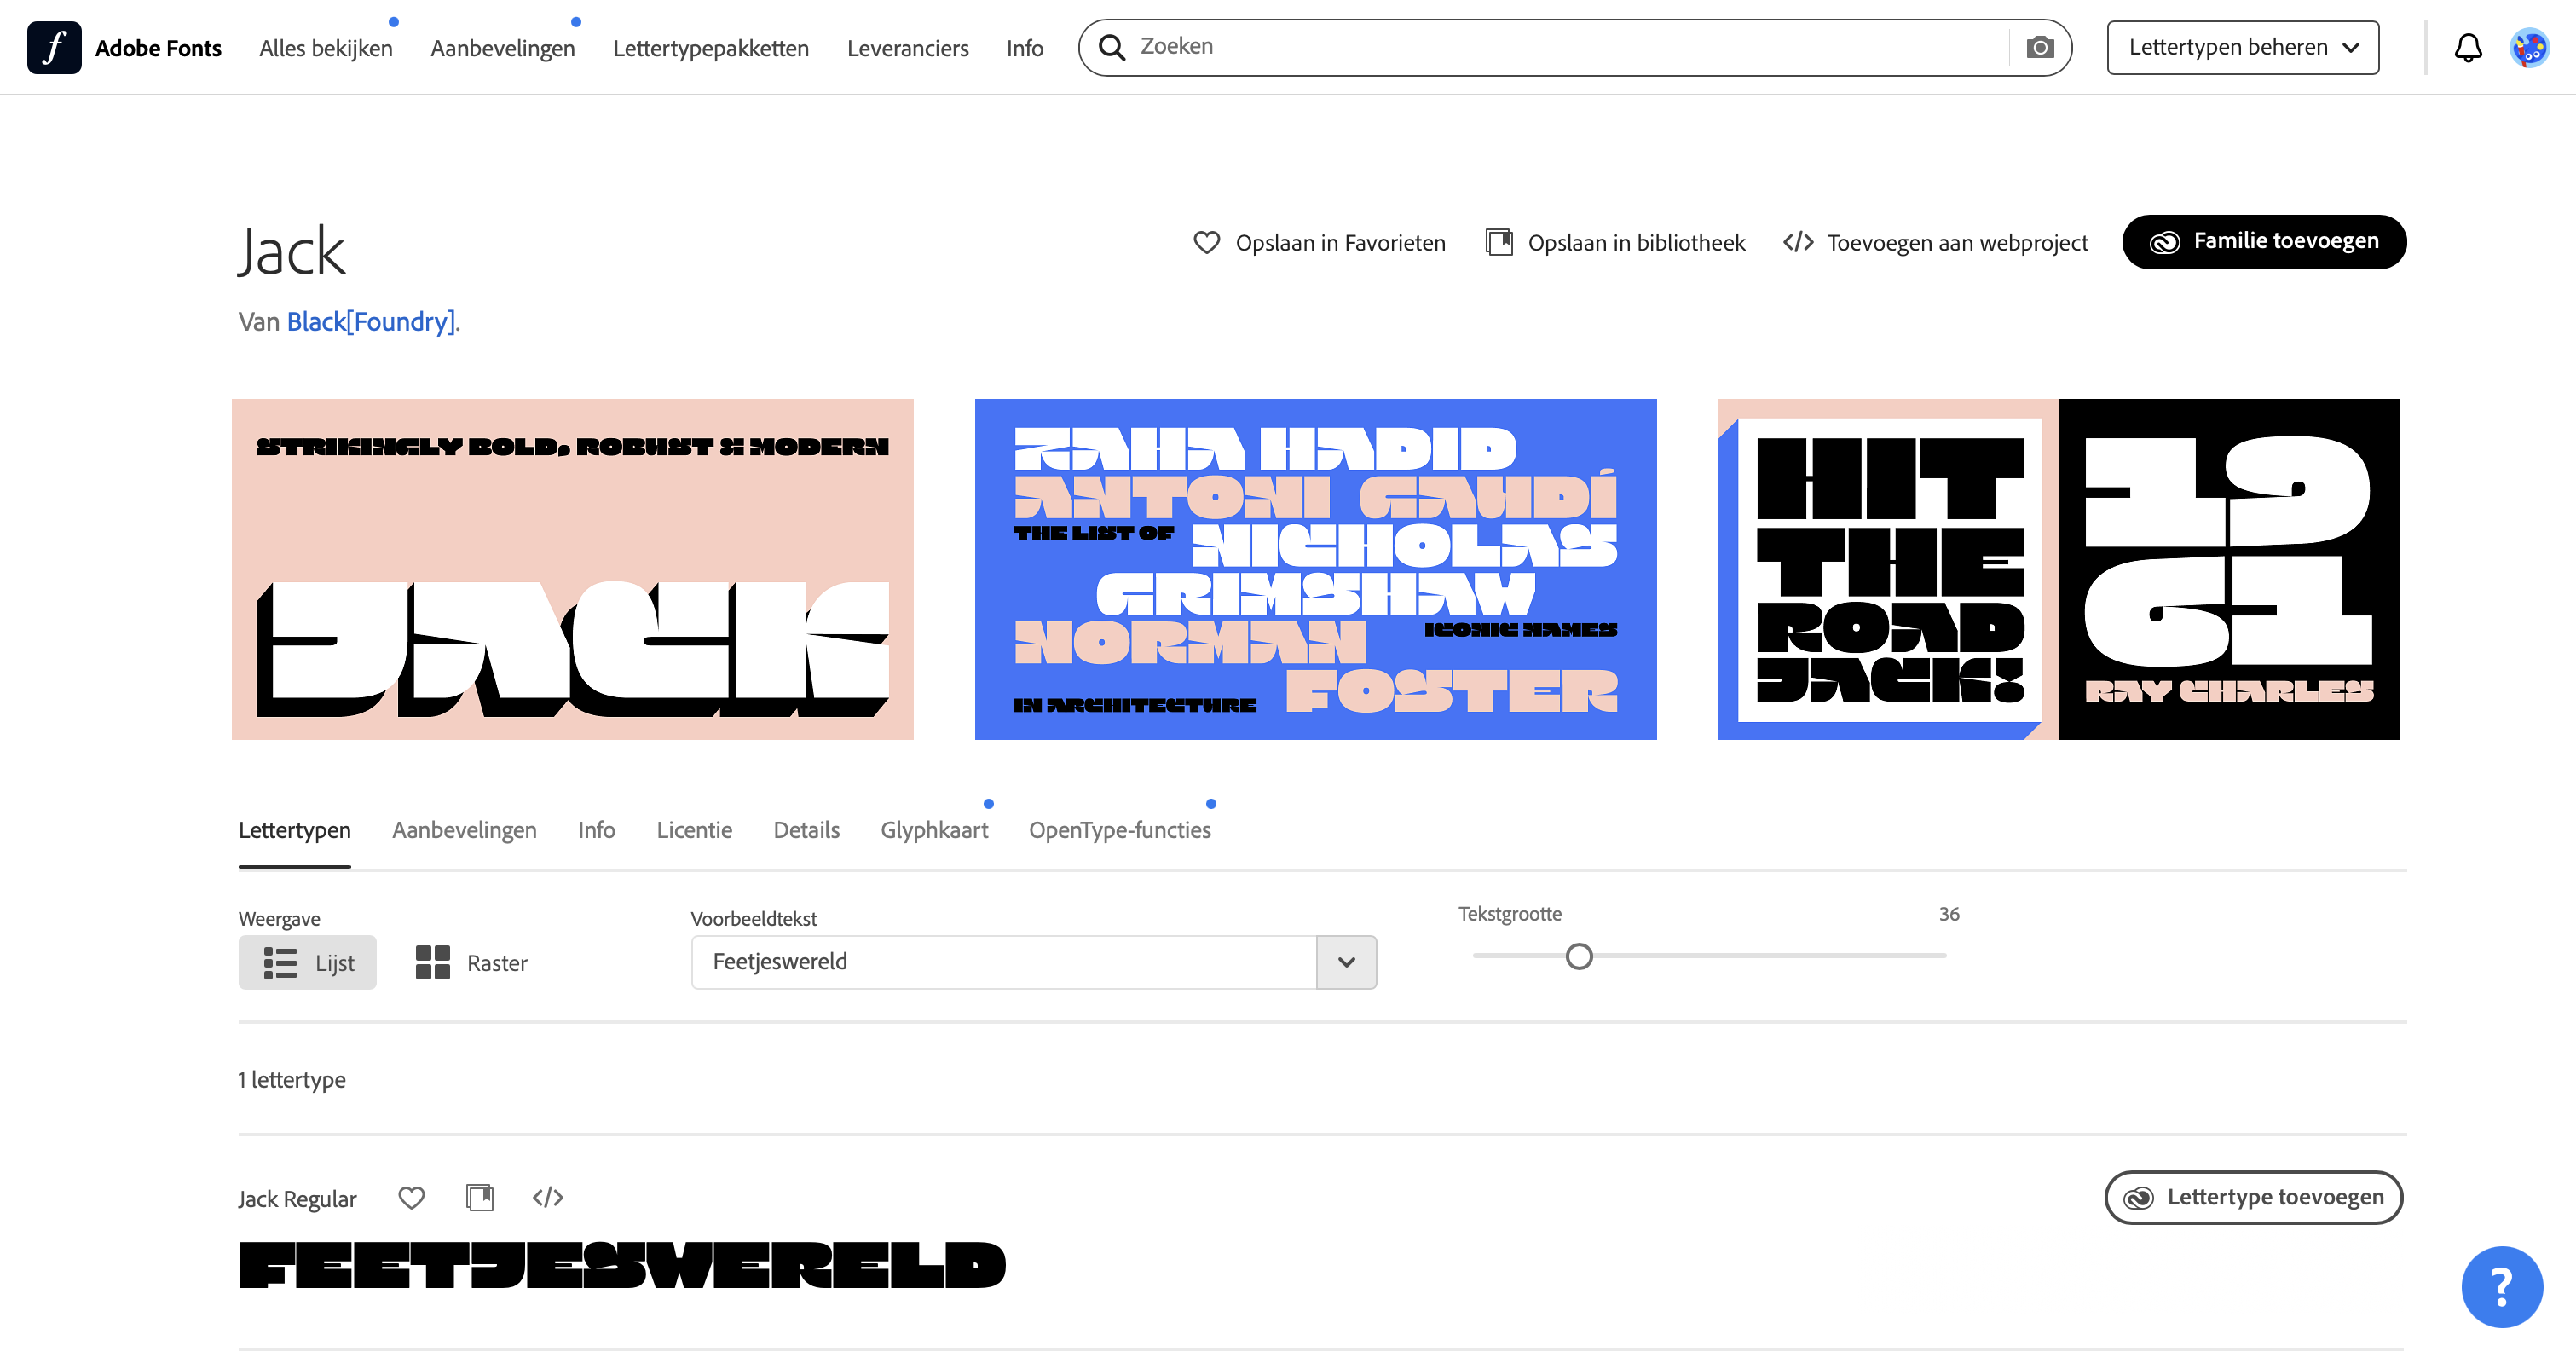 f Adobe Fonts Alles bekijken Aanbevelingen Lettertypepakketten Leveranciers Info Zoeken Lettertypen beheren
Jack
Opslaan in Favorieten Opslaan in bibliotheek </> Toevoegen aan webproject Familie toevoegen
Van Black[Foundry].
STRIKINGLY BOLD, ROBUST & MODERN
JACK
ZAHA HADID
ANTONI GAUDÍ
THE LIST OF NICHOLAS
GRIMSHAW
NORMAN ICONIC NAMES
IN ARCHITECTURE FOSTER
HIT
THE
ROAD
JACK!
19
61
RAY CHARLES
Lettertypen Aanbevelingen Info Licentie Details Glyphkaart OpenType-functies
Weergave Voorbeeldtekst Tekstgrootte 36
Lijst Raster Feetjeswereld
1 lettertype
Jack Regular </> Lettertype toevoegen
FEETJESWERELD
?